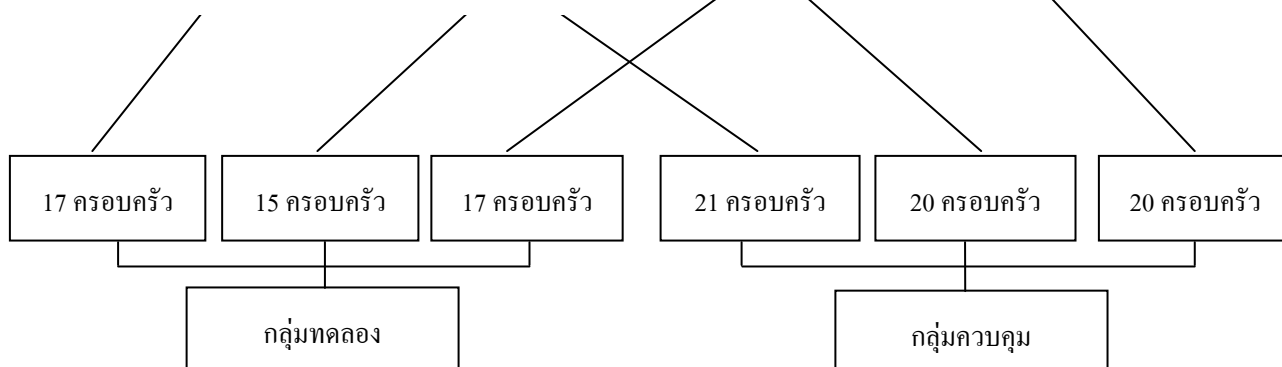 17 ครอบครัว
15 ครอบครัว
17 ครอบครัว
21 ครอบครัว
20 ครอบครัว
20 ครอบครัว
กลุ่มทดลอง
กลุ่มควบคุม